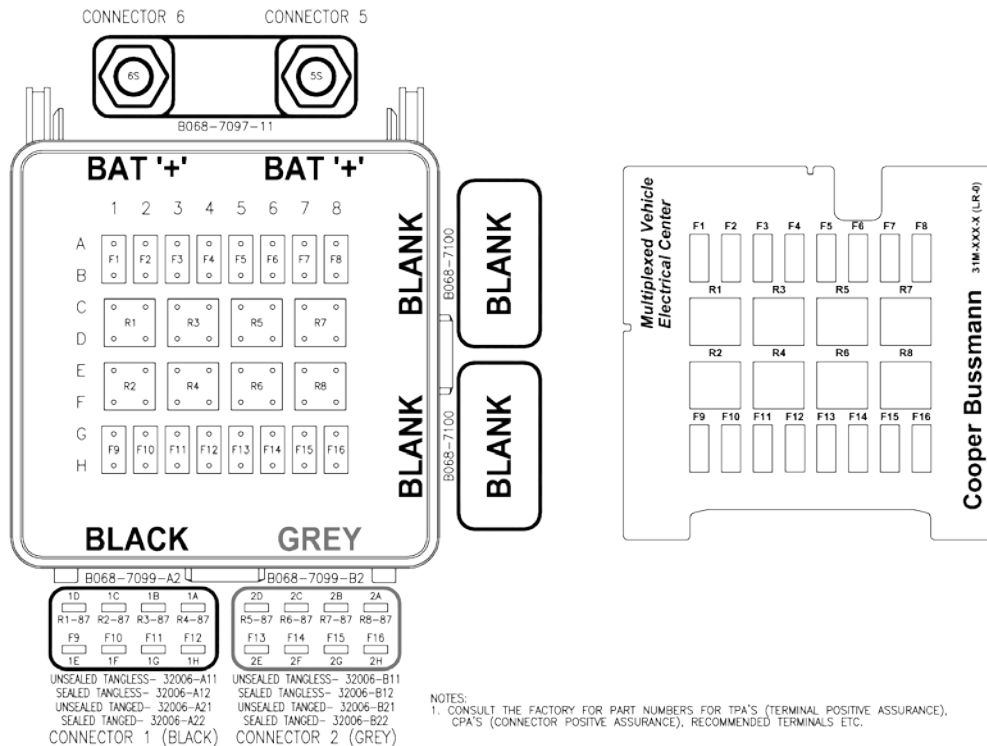 CONNECTOR 6 CONNECTOR 5
6S 5S
B068-7097-11
BAT '+' BAT '+'
1 2 3 4 5 6 7 8
A
F1 F2 F3 F4 F5 F6 F7 F8
B
C
R1 R3 R5 R7
D
E
R2 R4 R6 R8
F
G
F9 F10 F11 F12 F13 F14 F15 F16
H
BLANK
BLANK
B068-7100
B068-7100
BLANK
BLANK
BLACK GREY
B068-7099-A2 B068-7099-B2
1D 1C 1B 1A
R1-87 R2-87 R3-87 R4-87
F9 F10 F11 F12
1E 1F 1G 1H
2D 2C 2B 2A
R5-87 R6-87 R7-87 R8-87
F13 F14 F15 F16
2E 2F 2G 2H
UNSEALED TANGLESS- 32006-A11
SEALED TANGLESS- 32006-A12
UNSEALED TANGED- 32006-A21
SEALED TANGED- 32006-A22
CONNECTOR 1 (BLACK)
UNSEALED TANGLESS- 32006-B11
SEALED TANGLESS- 32006-B12
UNSEALED TANGED- 32006-B21
SEALED TANGED- 32006-B22
CONNECTOR 2 (GREY)
Multiplexed Vehicle
Electrical Center
F1 F2 F3 F4 F5 F6 F7 F8
R1 R3 R5 R7
R2 R4 R6 R8
F9 F10 F11 F12 F13 F14 F15 F16
Cooper Bussmann 31M-XXX-X (LR-0)
NOTES:
1. CONSULT THE FACTORY FOR PART NUMBERS FOR TPA'S (TERMINAL POSITIVE ASSURANCE),
CPA'S (CONNECTOR POSITVE ASSURANCE), RECOMMENDED TERMINALS ETC.